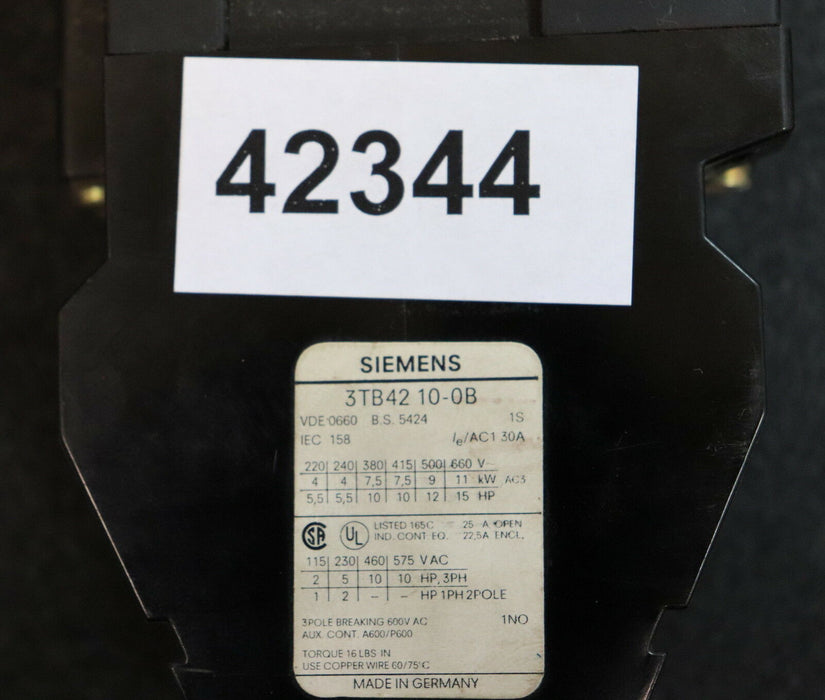 42344
SIEMENS
3TB42 10-0B
VDE 0660 B.S. 5424 1S
IEC 158 Ie/AC1 30A
220 240 380 415 500 660 V~
4 4 7,5 7,5 9 11 kW AC3
5,5 5,5 10 10 12 15 HP
SA UL LISTED 165C 25 A OPEN
IND. CONT. EQ. 22,5A ENCL.
115 230 460 575 V AC
2 5 10 10 HP, 3PH
1 2 – – HP 1PH 2POLE
3POLE BREAKING 600V AC 1NO
AUX. CONT. A600/P600
TORQUE 16 LBS IN
USE COPPER WIRE 60/75°C
MADE IN GERMANY